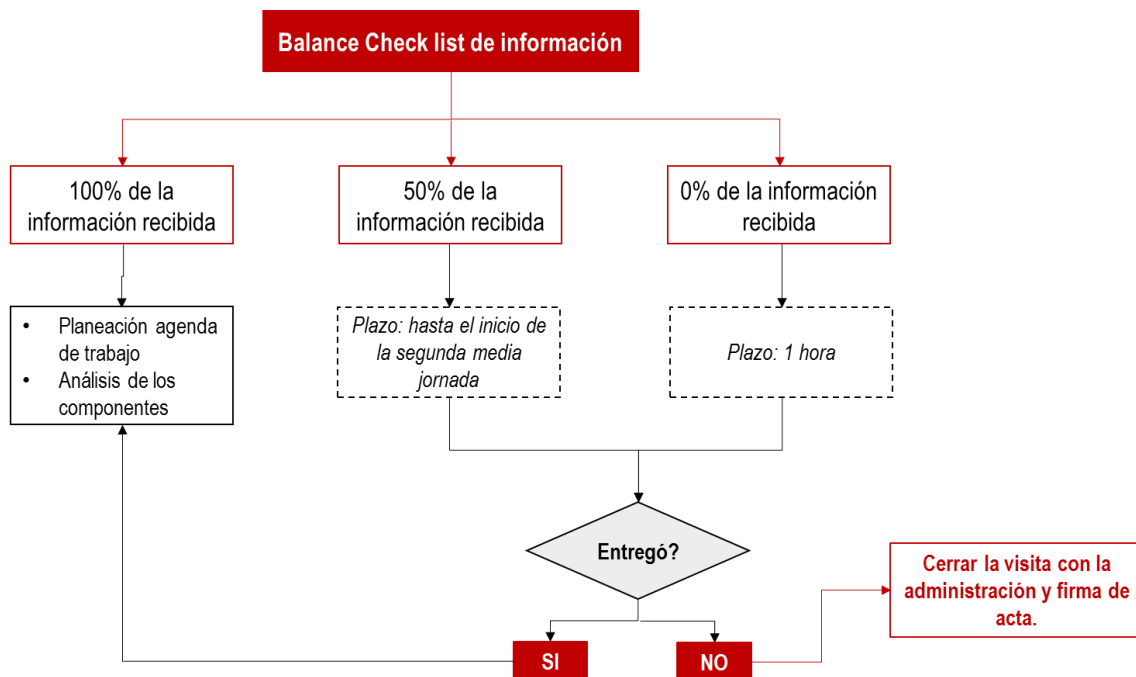 Balance Check list de información
100% de la
información recibida
50% de la
información recibida
0% de la información
recibida
• Planeación agenda
de trabajo
• Análisis de los
componentes
Plazo: hasta el inicio de
la segunda media
jornada
Plazo: 1 hora
Entregó?
Cerrar la visita con la
administración y firma de
acta.
SI
NO